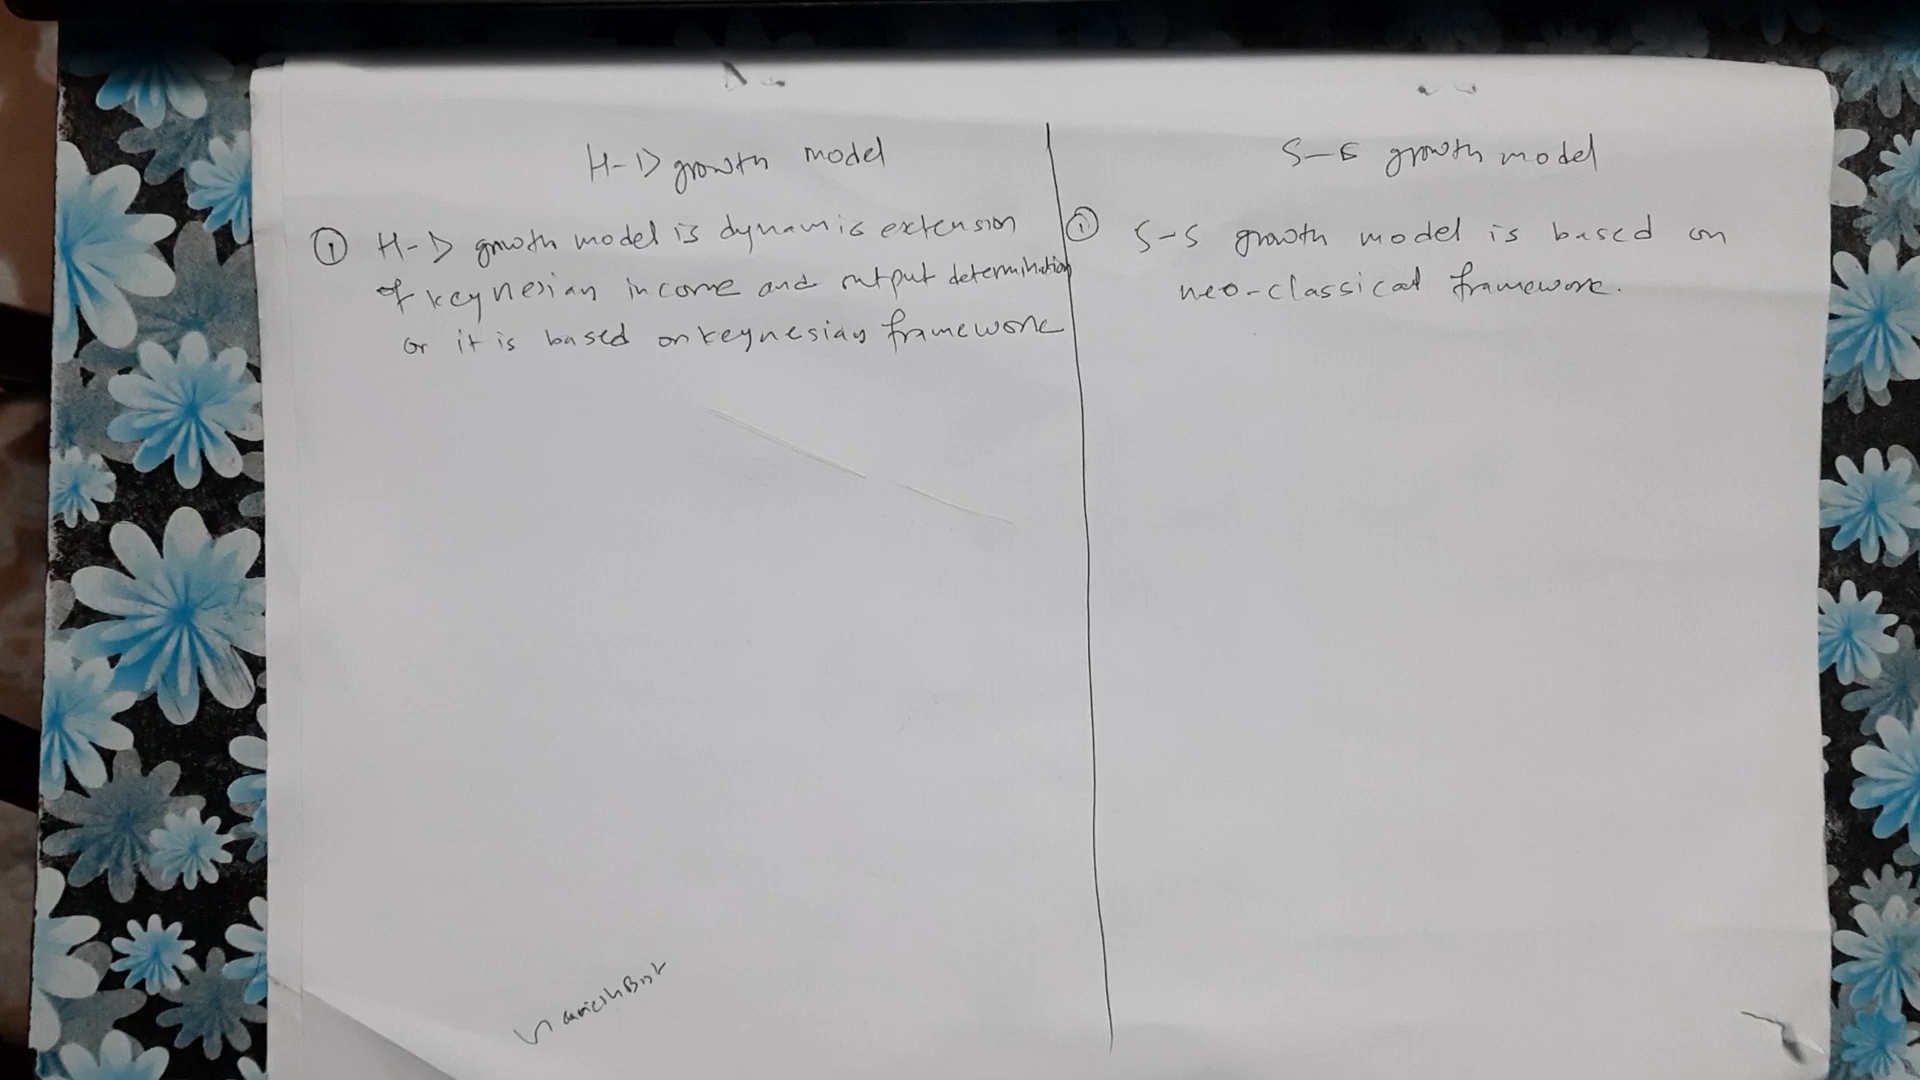 H-D growth model
① H-D growth model is dynamic extension
of keynesian income and output determination
or it is based on keynesian framework
S-S growth model
① S-S growth model is based on
neo-classical framework.